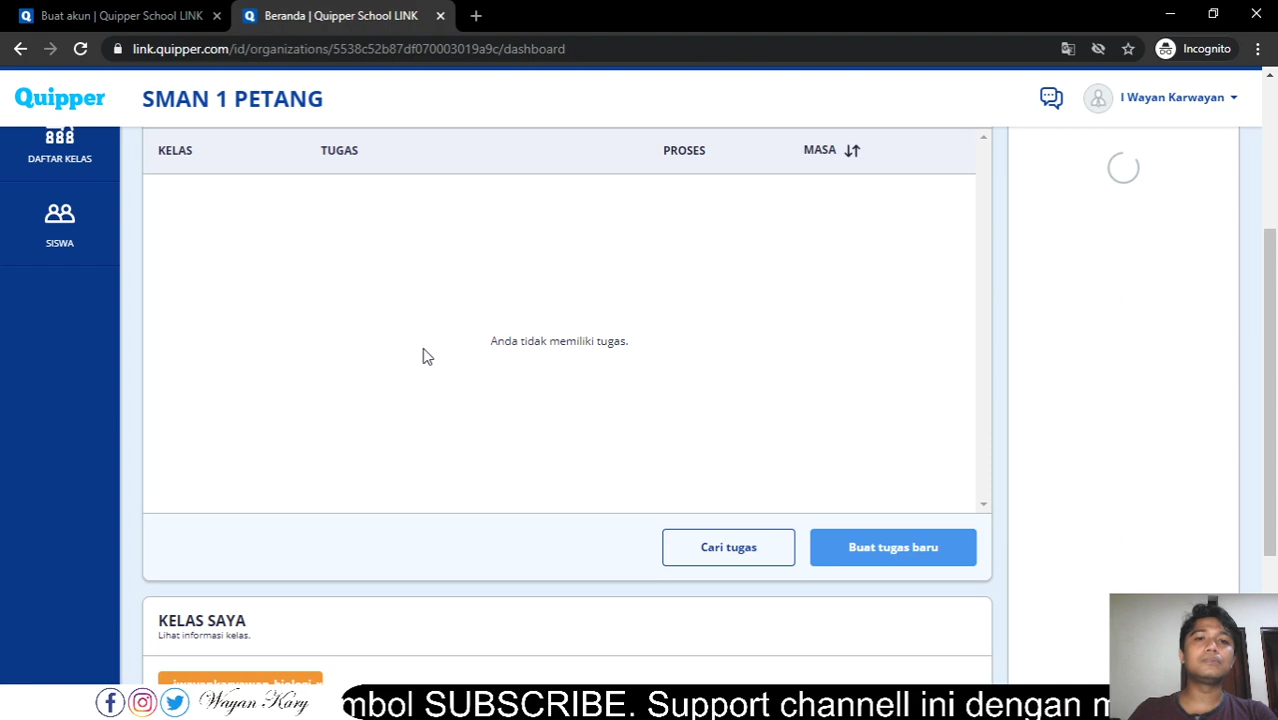 Buat akun | Quipper School LINK
Beranda | Quipper School LINK
link.quipper.com/id/organizations/5538c52b87df070003019a9c/dashboard
Incognito
Quipper
SMAN 1 PETANG
I Wayan Karwayan
DAFTAR KELAS
SISWA
KELAS TUGAS PROSES MASA
Anda tidak memiliki tugas.
Cari tugas
Buat tugas baru
KELAS SAYA
Lihat informasi kelas.
Wayan Kary
mbol SUBSCRIBE. Support channell ini dengan m